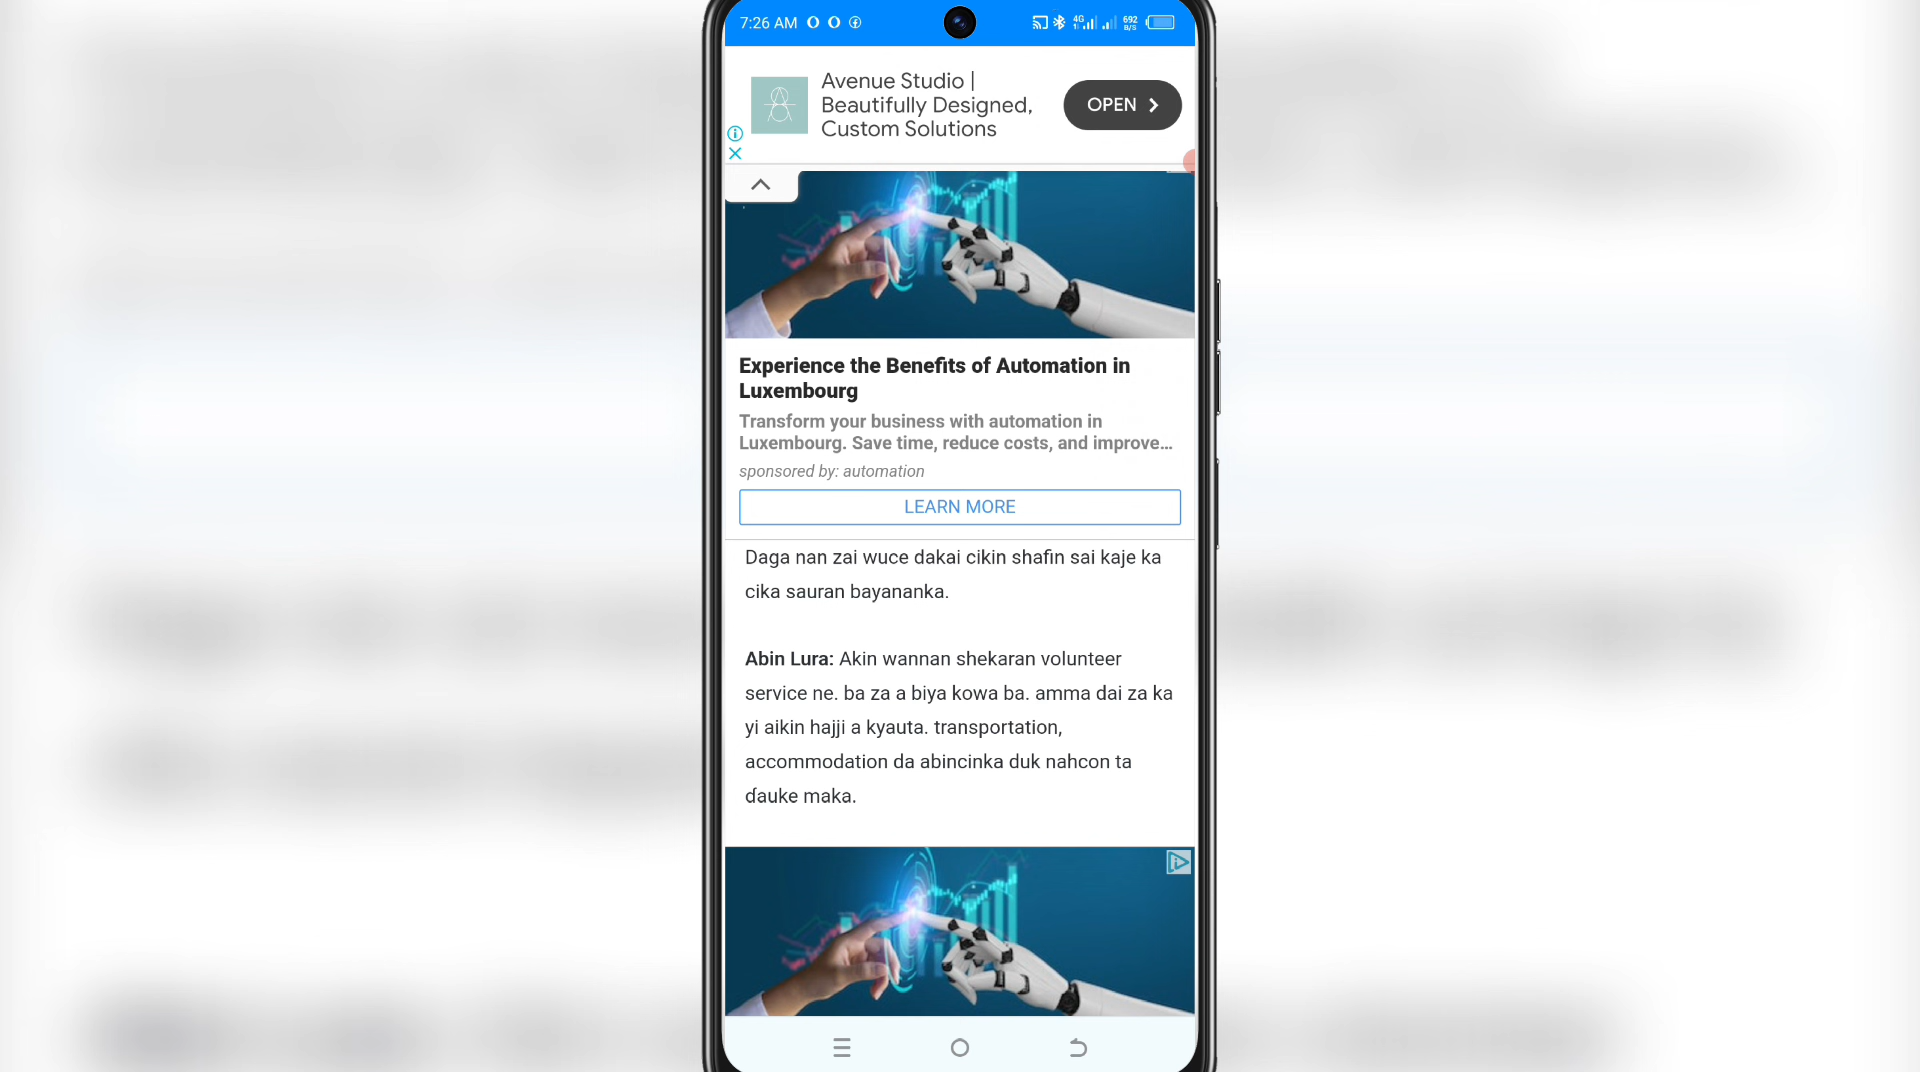 7:26 AM
4G
692
B/S
Avenue Studio |
Beautifully Designed,
Custom Solutions
OPEN
Experience the Benefits of Automation in
Luxembourg
Transform your business with automation in
Luxembourg. Save time, reduce costs, and improve...
sponsored by: automation
LEARN MORE
Daga nan zai wuce dakai cikin shafin sai kaje ka
cika sauran bayananka.
Abin Lura: Akin wannan shekaran volunteer
service ne. ba za a biya kowa ba. amma dai za ka
yi aikin hajji a kyauta. transportation,
accommodation da abincinka duk nahcon ta
ɗauke maka.